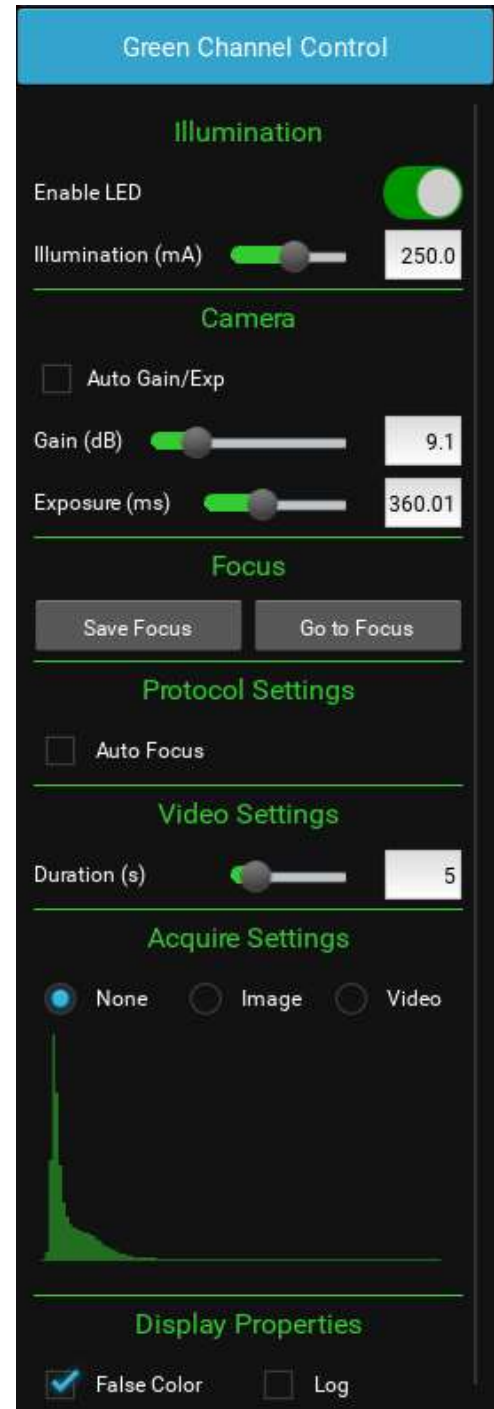 Green Channel Control
Illumination
Enable LED
Illumination (mA) 250.0
Camera
Auto Gain/Exp
Gain (dB) 9.1
Exposure (ms) 360.01
Focus
Save Focus Go to Focus
Protocol Settings
Auto Focus
Video Settings
Duration (s) 5
Acquire Settings
None Image Video
Display Properties
False Color Log